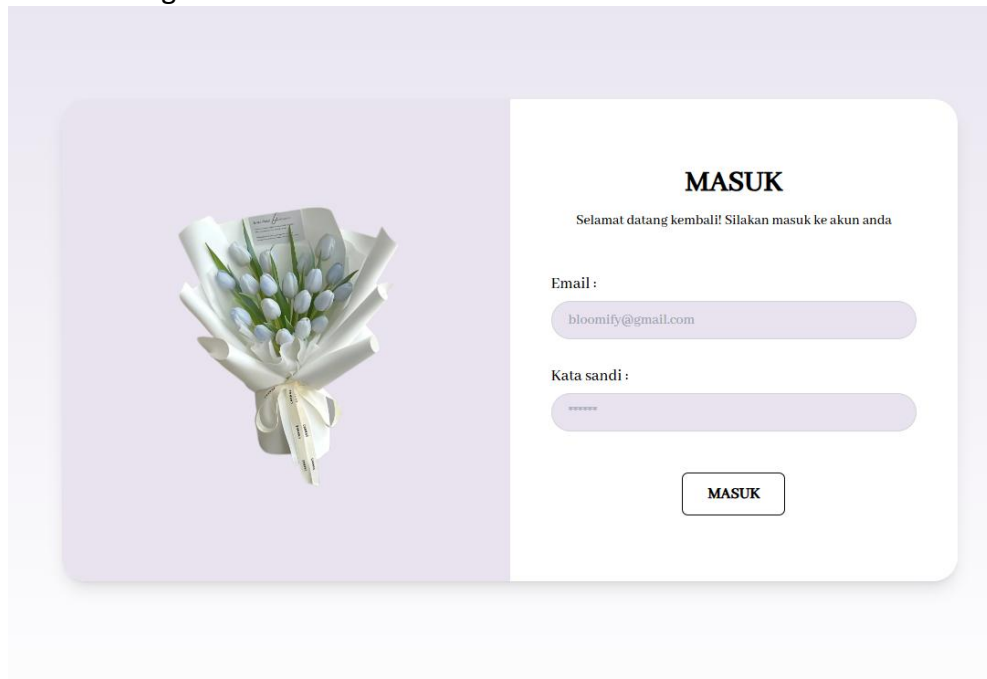 MASUK
Selamat datang kembali! Silakan masuk ke akun anda
Email :
bloomify@gmail.com
Kata sandi :
******
MASUK